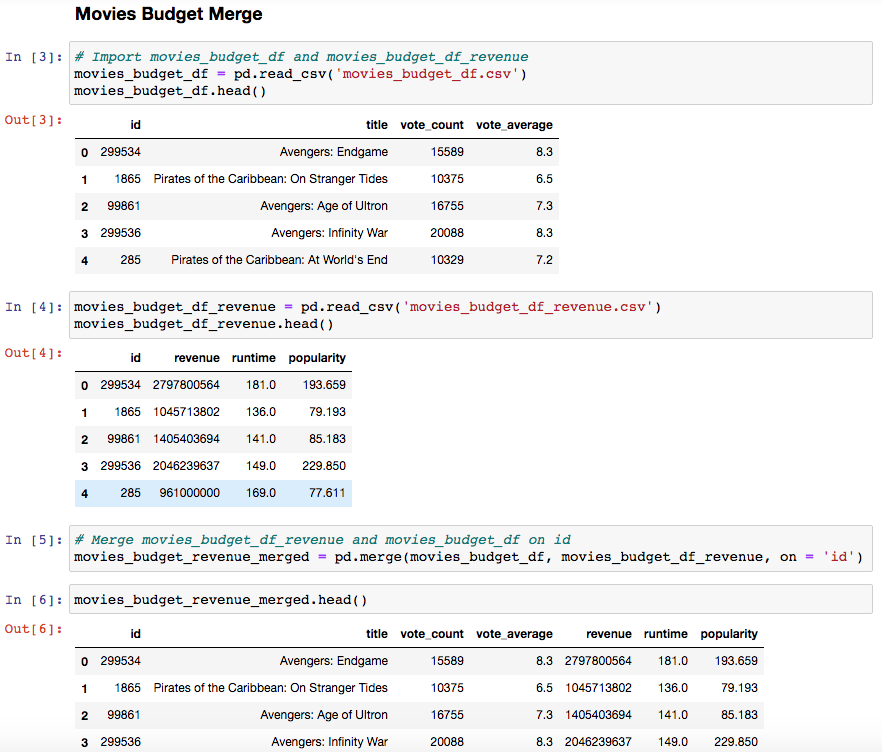 Movies Budget Merge
In [3]: # Import movies_budget_df and movies_budget_df_revenue
movies_budget_df = pd.read_csv('movies_budget_df.csv')
movies_budget_df.head()
Out[3]: id title vote_count vote_average
0 299534 Avengers: Endgame 15589 8.3
1 1865 Pirates of the Caribbean: On Stranger Tides 10375 6.5
2 99861 Avengers: Age of Ultron 16755 7.3
3 299536 Avengers: Infinity War 20088 8.3
4 285 Pirates of the Caribbean: At World's End 10329 7.2
In [4]: movies_budget_df_revenue = pd.read_csv('movies_budget_df_revenue.csv')
movies_budget_df_revenue.head()
Out[4]: id revenue runtime popularity
0 299534 2797800564 181.0 193.659
1 1865 1045713802 136.0 79.193
2 99861 1405403694 141.0 85.183
3 299536 2046239637 149.0 229.850
4 285 961000000 169.0 77.611
In [5]: # Merge movies_budget_df_revenue and movies_budget_df on id
movies_budget_revenue_merged = pd.merge(movies_budget_df, movies_budget_df_revenue, on = 'id')
In [6]: movies_budget_revenue_merged.head()
Out[6]: id title vote_count vote_average revenue runtime popularity
0 299534 Avengers: Endgame 15589 8.3 2797800564 181.0 193.659
1 1865 Pirates of the Caribbean: On Stranger Tides 10375 6.5 1045713802 136.0 79.193
2 99861 Avengers: Age of Ultron 16755 7.3 1405403694 141.0 85.183
3 299536 Avengers: Infinity War 20088 8.3 2046239637 149.0 229.850